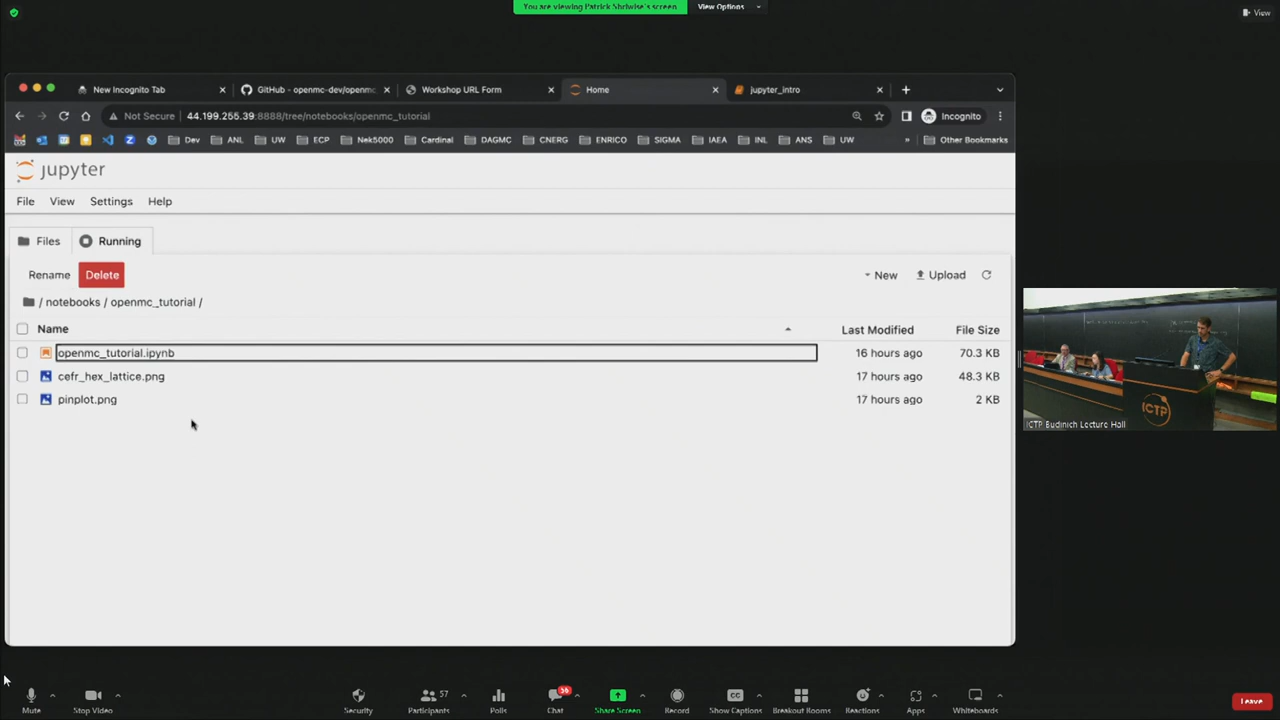 You are viewing Patrick Shriwise's screen
View Options
View
New Incognito Tab
GitHub - openmc-dev/openmc
Workshop URL Form
Home
jupyter_intro
Not Secure
44.199.255.39:8888/tree/notebooks/openmc_tutorial
Incognito
Dev
ANL
UW
ECP
Nek5000
Cardinal
DAGMC
CNERG
ENRICO
SIGMA
IAEA
INL
ANS
UW
»
Other Bookmarks
jupyter
File
View
Settings
Help
Files
Running
Rename
Delete
New
Upload
/ notebooks / openmc_tutorial /
Name
Last Modified
File Size
openmc_tutorial.ipynb
16 hours ago
70.3 KB
cefr_hex_lattice.png
17 hours ago
48.3 KB
pinplot.png
17 hours ago
2 KB
ICTP
ICTP Budinich Lecture Hall
Mute
Stop Video
Security
57
Participants
Polls
56
Chat
Share Screen
Record
CC
Show Captions
Breakout Rooms
Reactions
Apps
Whiteboards
Leave